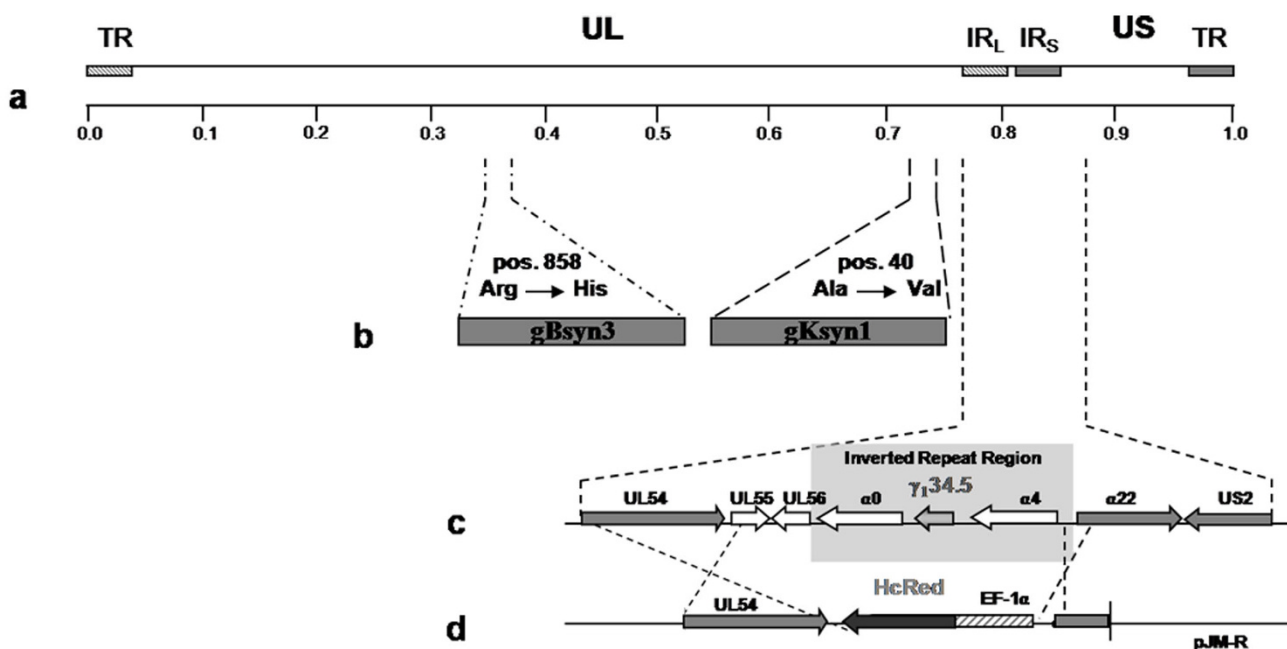 TR UL IR_L IR_S US TR
a
0.0 0.1 0.2 0.3 0.4 0.5 0.6 0.7 0.8 0.9 1.0
pos. 858 pos. 40
Arg → His Ala → Val
b gBsyn3 gKsyn1
Inverted Repeat Region
γ₁34.5
UL54 UL55 UL56 α0 α4 α22 US2
c
HcRed
UL54 EF-1α
d
pJM-R